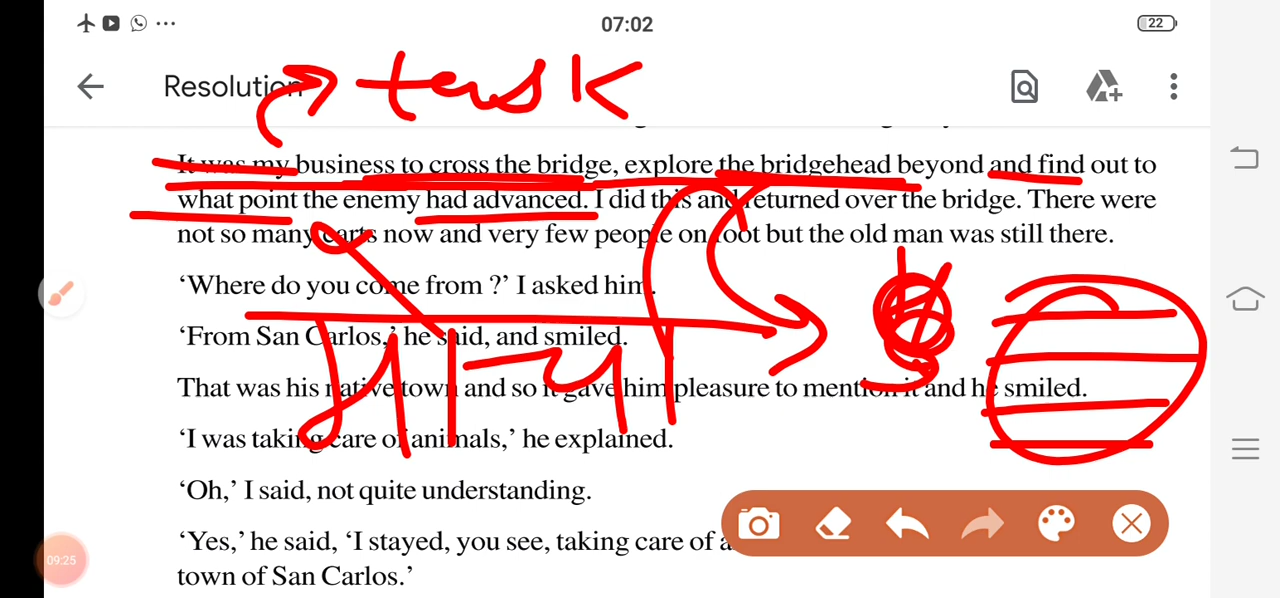 07:02
22
Resolution
task
It was my business to cross the bridge, explore the bridgehead beyond and find out to
what point the enemy had advanced. I did this and returned over the bridge. There were
not so many carts now and very few people on foot but the old man was still there.
‘Where do you come from ?’ I asked him.
‘From San Carlos,’ he said, and smiled.
That was his native town and so it gave him pleasure to mention it and he smiled.
‘I was taking care of animals,’ he explained.
‘Oh,’ I said, not quite understanding.
‘Yes,’ he said, ‘I stayed, you see, taking care of
town of San Carlos.’
09:25